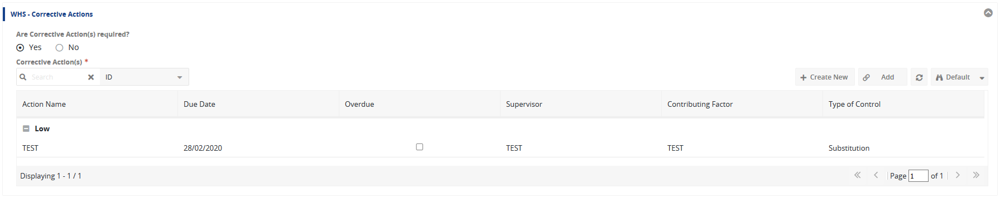 WHS - Corrective Actions
Are Corrective Action(s) required?
Yes No
Corrective Action(s) *
Search ID Create New Add Default
Action Name Due Date Overdue Supervisor Contributing Factor Type of Control
Low
TEST 28/02/2020 TEST TEST Substitution
Displaying 1 - 1 / 1 Page 1 of 1